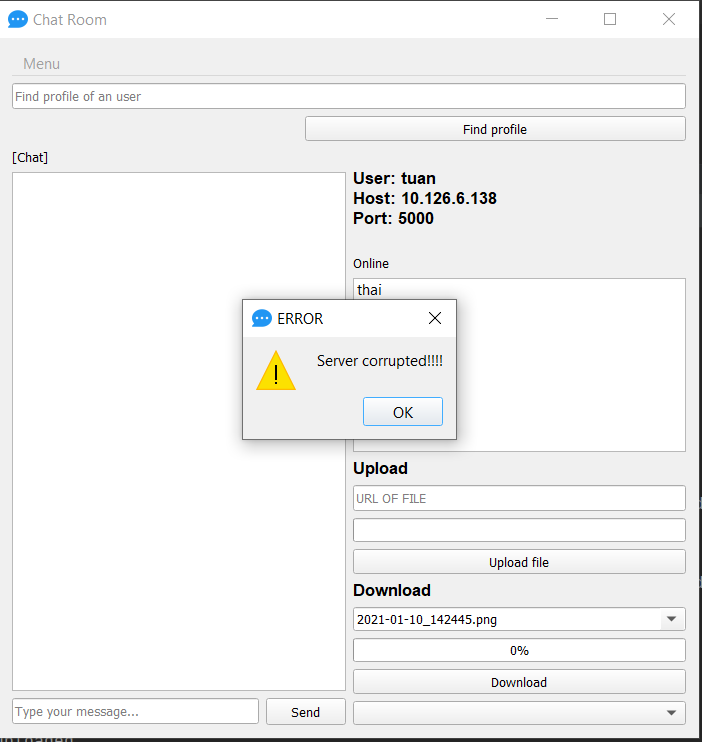 Chat Room
Menu
Find profile of an user
Find profile
[Chat]
User: tuan
Host: 10.126.6.138
Port: 5000
Online
thai
ERROR
Server corrupted!!!!
OK
Upload
URL OF FILE
Upload file
Download
2021-01-10_142445.png
0%
Download
Type your message...
Send